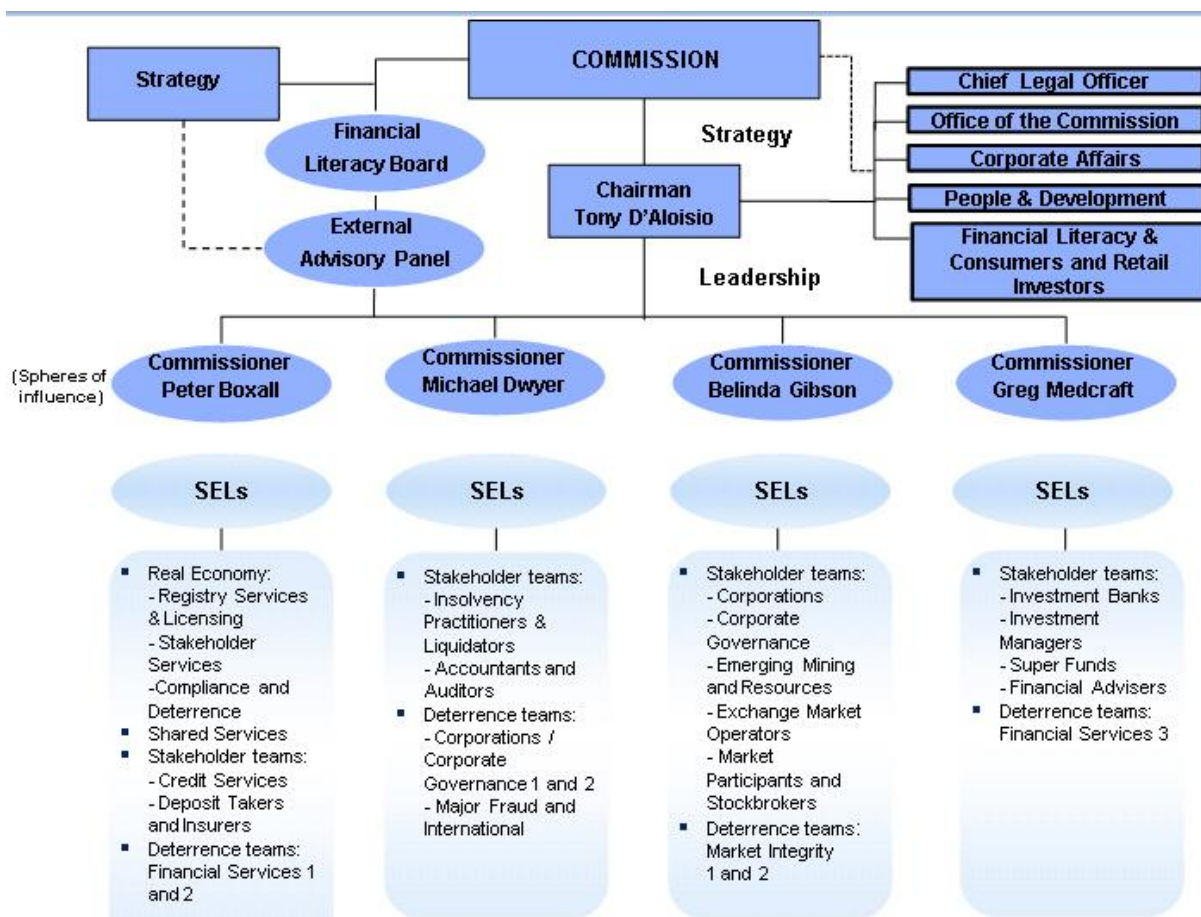 COMMISSION
Strategy
Financial
Literacy Board
External
Advisory Panel
Strategy
Chairman
Tony D'Aloisio
Leadership
Chief Legal Officer
Office of the Commission
Corporate Affairs
People & Development
Financial Literacy &
Consumers and Retail
Investors
(Spheres of
influence)
Commissioner
Peter Boxall
Commissioner
Michael Dwyer
Commissioner
Belinda Gibson
Commissioner
Greg Medcraft
SELs
SELs
SELs
SELs
Real Economy:
- Registry Services
& Licensing
- Stakeholder
Services
-Compliance and
Deterrence
Shared Services
Stakeholder teams:
- Credit Services
- Deposit Takers
and Insurers
Deterrence teams:
Financial Services 1
and 2
Stakeholder teams:
- Insolvency
Practitioners &
Liquidators
- Accountants and
Auditors
Deterrence teams:
- Corporations /
Corporate
Governance 1 and 2
- Major Fraud and
International
Stakeholder teams:
- Corporations
- Corporate
Governance
- Emerging Mining
and Resources
- Exchange Market
Operators
- Market
Participants and
Stockbrokers
Deterrence teams:
Market Integrity
1 and 2
Stakeholder teams:
- Investment Banks
- Investment
Managers
- Super Funds
- Financial Advisers
Deterrence teams:
Financial Services 3